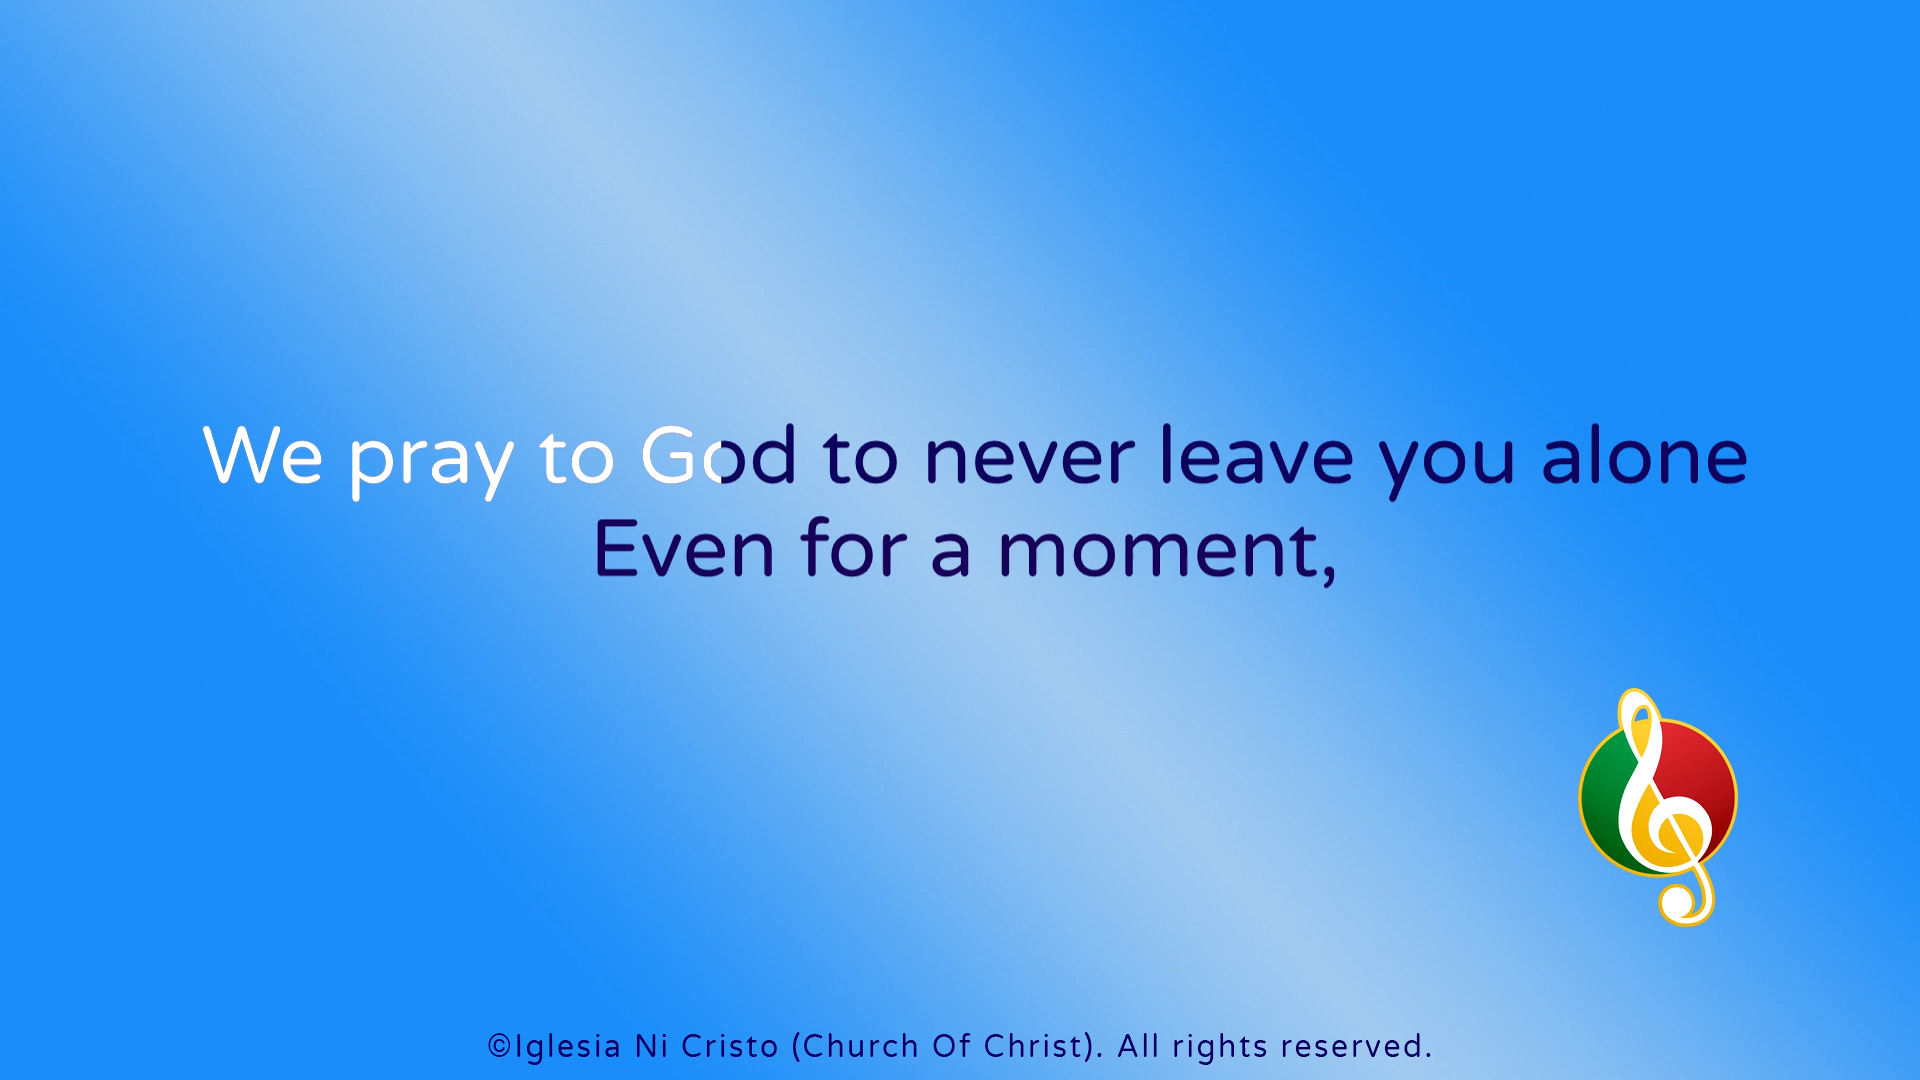 We pray to God to never leave you alone
Even for a moment,
©Iglesia Ni Cristo (Church Of Christ). All rights reserved.